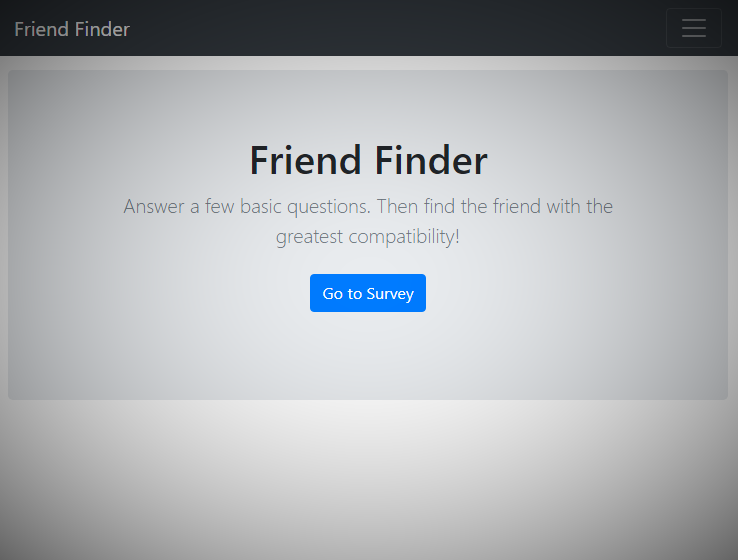 Friend Finder
Friend Finder
Answer a few basic questions. Then find the friend with the
greatest compatibility!
Go to Survey